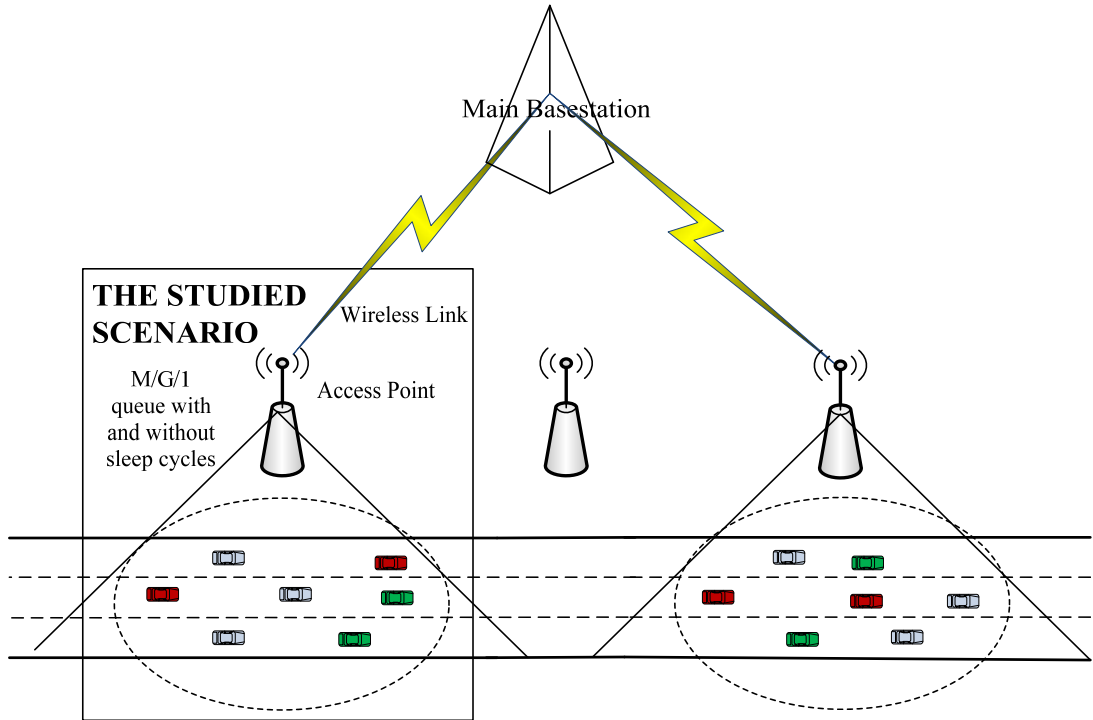 Main Basestation
THE STUDIED
SCENARIO
Wireless Link
M/G/1
queue with
and without
sleep cycles
Access Point